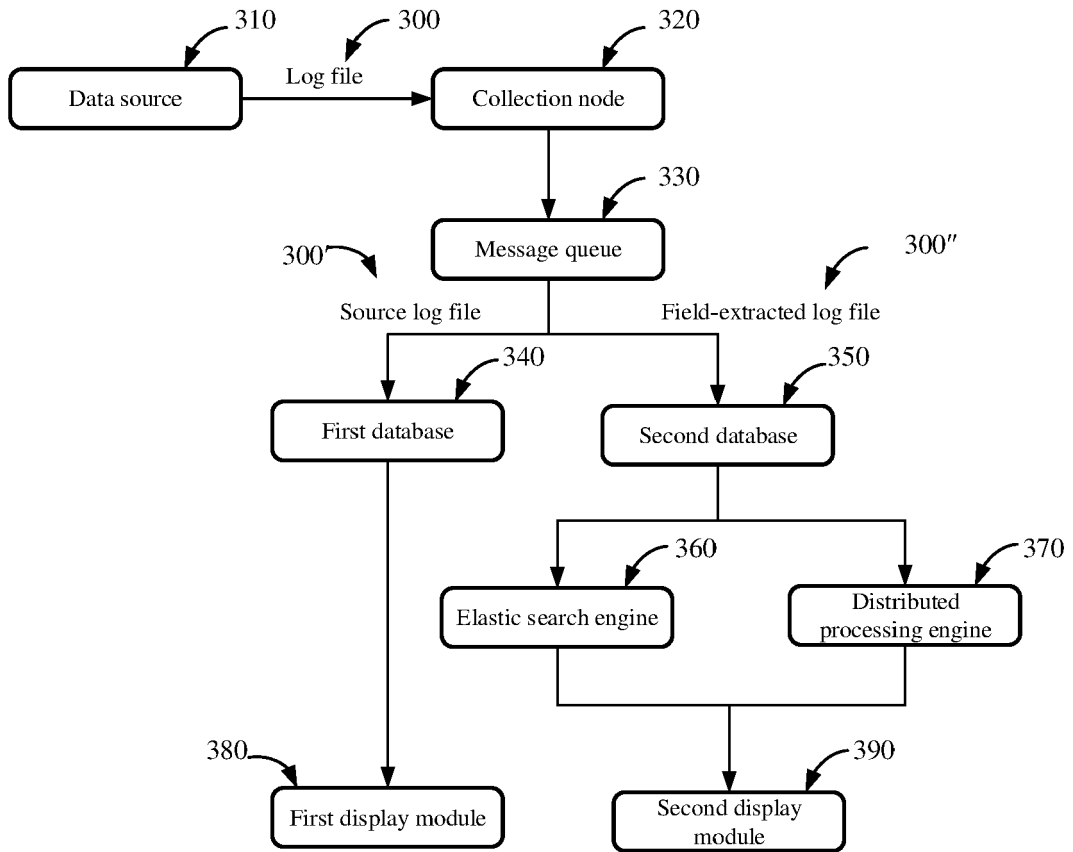 310
300
320
Log file
Data source
Collection node
330
Message queue
300′
300″
Source log file
Field-extracted log file
340
350
First database
Second database
360
370
Elastic search engine
Distributed
processing engine
380
390
First display module
Second display
module